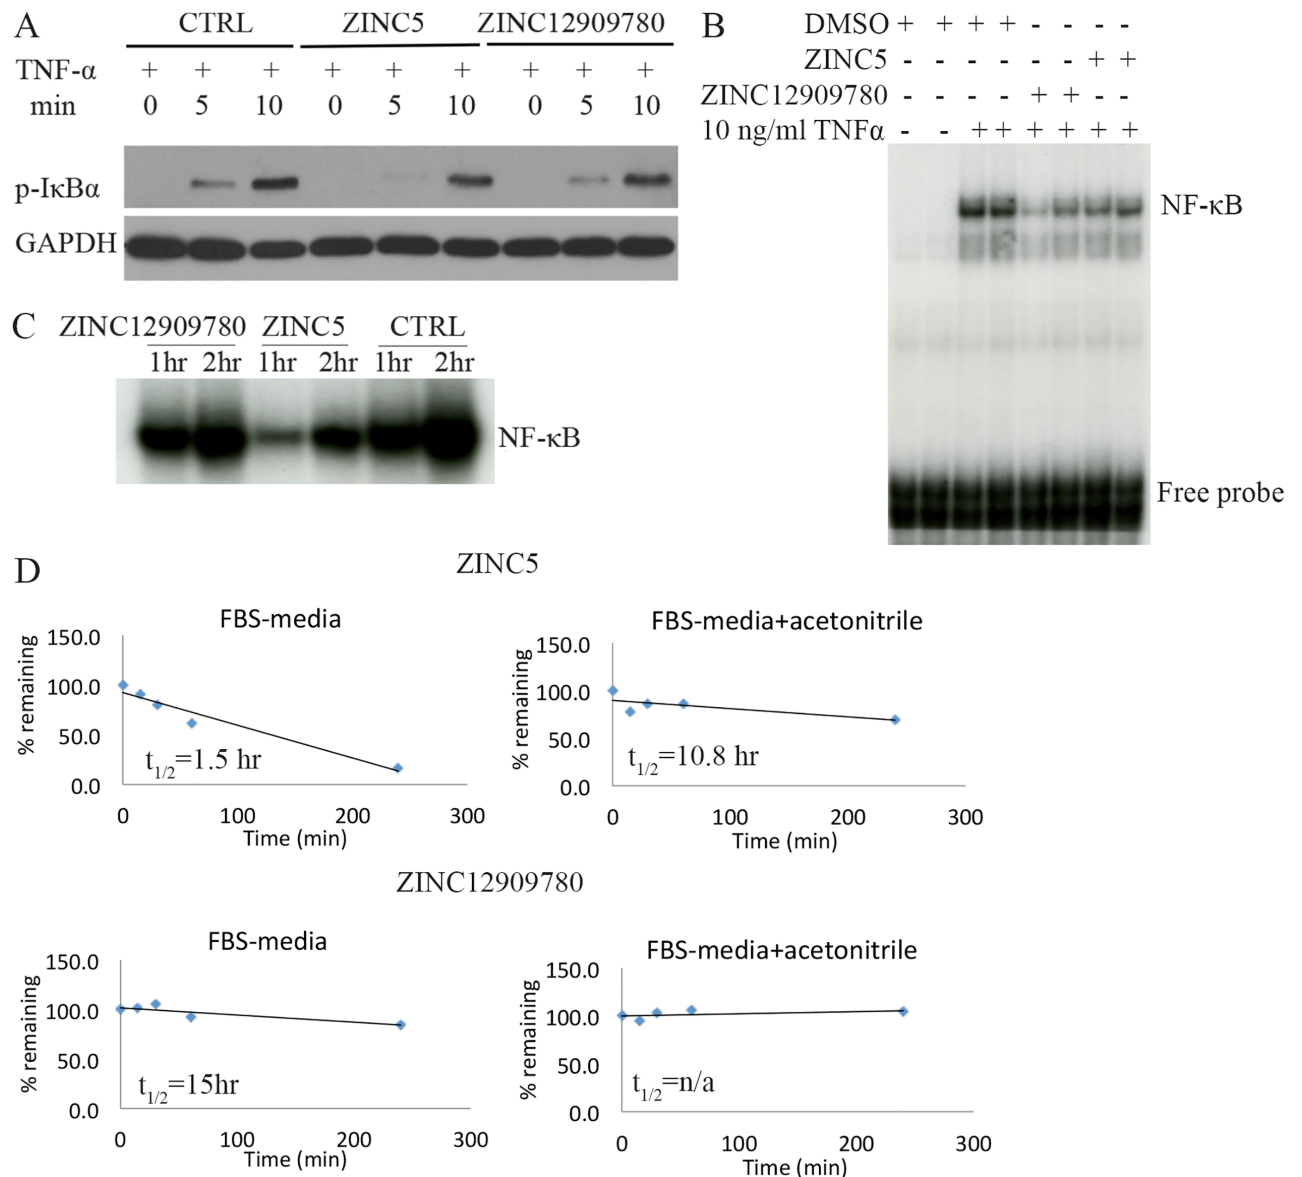 A
CTRL ZINC5 ZINC12909780
TNF-α + + + + + + + + +
min 0 5 10 0 5 10 0 5 10
p-IκBα
GAPDH
B
DMSO + + + + - - - -
ZINC5 - - - - - - + +
ZINC12909780 - - - - + + - -
10 ng/ml TNFα - - + + + + + +
NF-κB
Free probe
C
ZINC12909780 ZINC5 CTRL
1hr 2hr 1hr 2hr 1hr 2hr
NF-κB
D
ZINC5
FBS-media
% remaining
150.0
100.0
50.0
0.0
t1/2=1.5 hr
0 100 200 300
Time (min)
FBS-media+acetonitrile
% remaining
150.0
100.0
50.0
0.0
t1/2=10.8 hr
0 100 200 300
Time (min)
ZINC12909780
FBS-media
% remaining
150.0
100.0
50.0
0.0
t1/2=15hr
0 100 200 300
Time (min)
FBS-media+acetonitrile
% remaining
150.0
100.0
50.0
0.0
t1/2=n/a
0 100 200 300
Time (min)